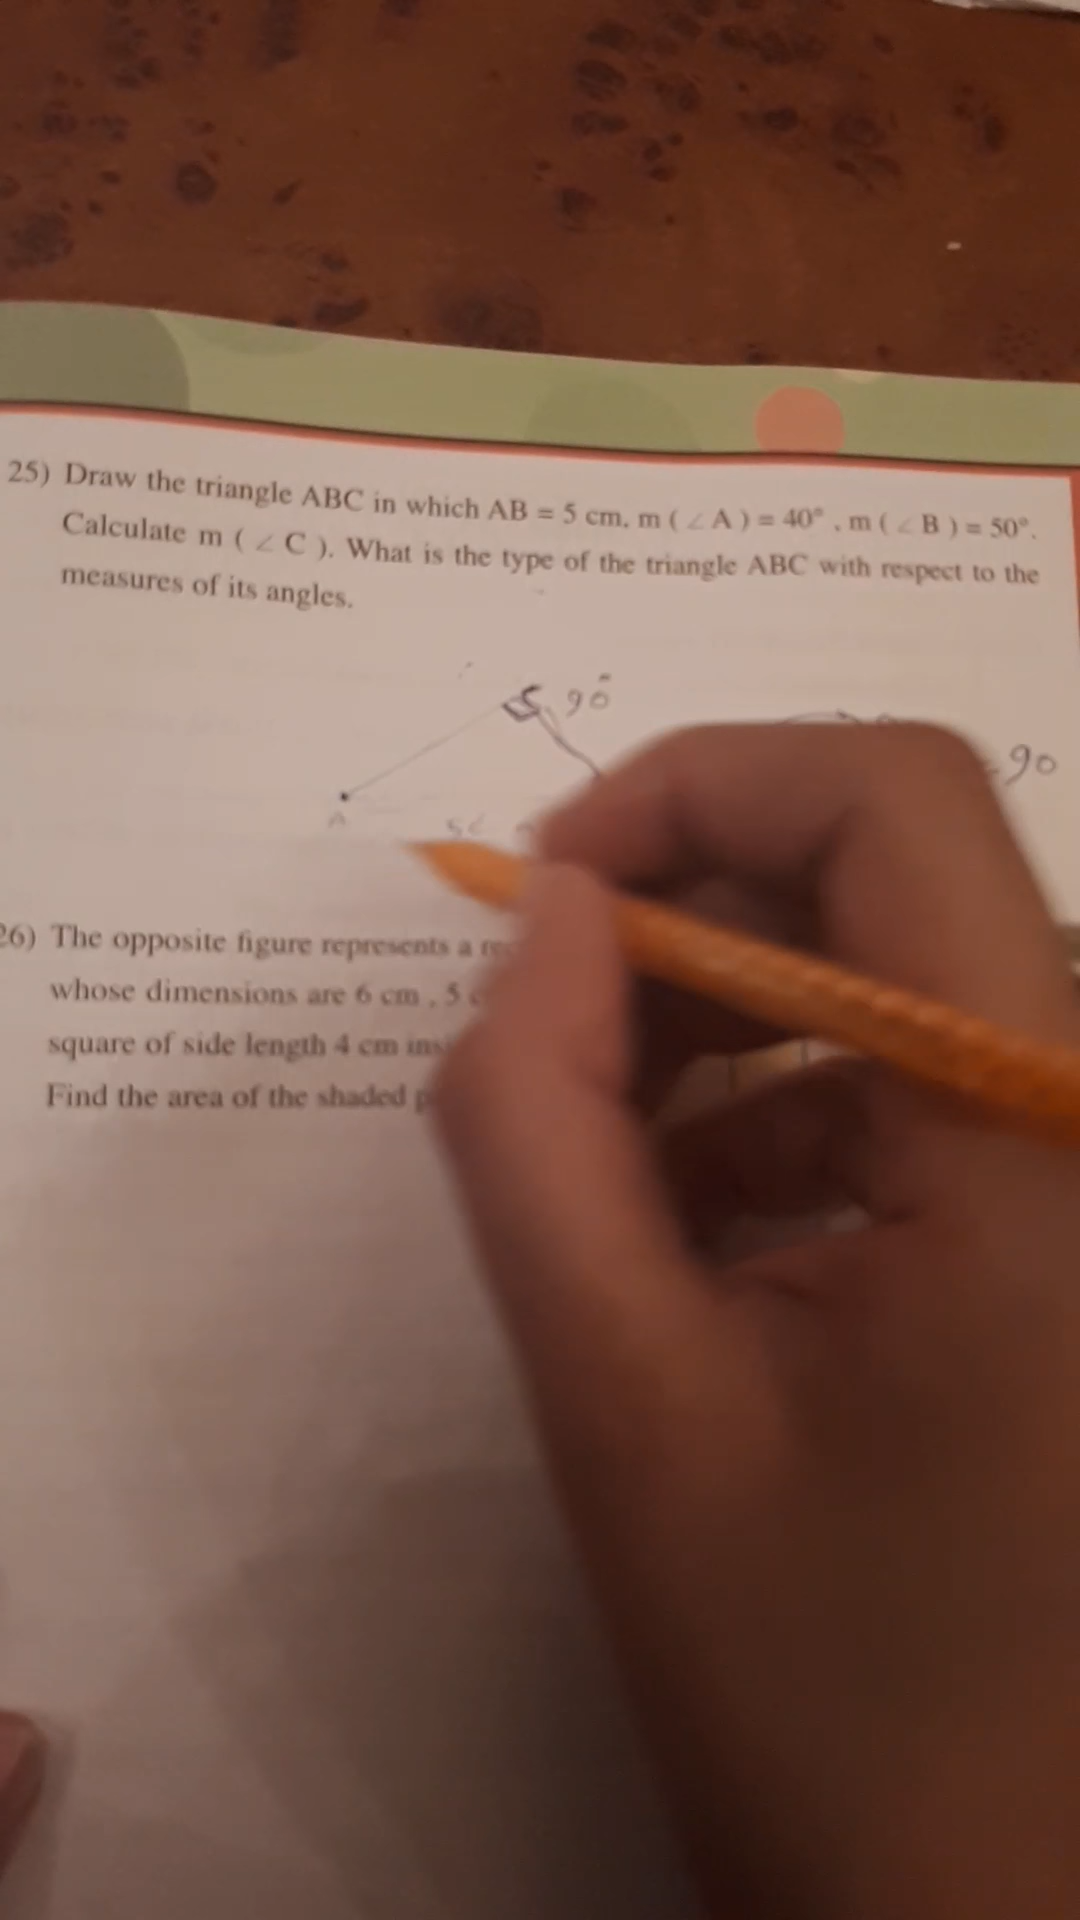 25) Draw the triangle ABC in which AB = 5 cm, m ( ∠ A ) = 40° , m ( ∠ B ) = 50°.
Calculate m ( ∠ C ). What is the type of the triangle ABC with respect to the
measures of its angles.
90°
90
A
26) The opposite figure represents a
whose dimensions are 6 cm , 5
square of side length 4 cm
Find the area of the shaded